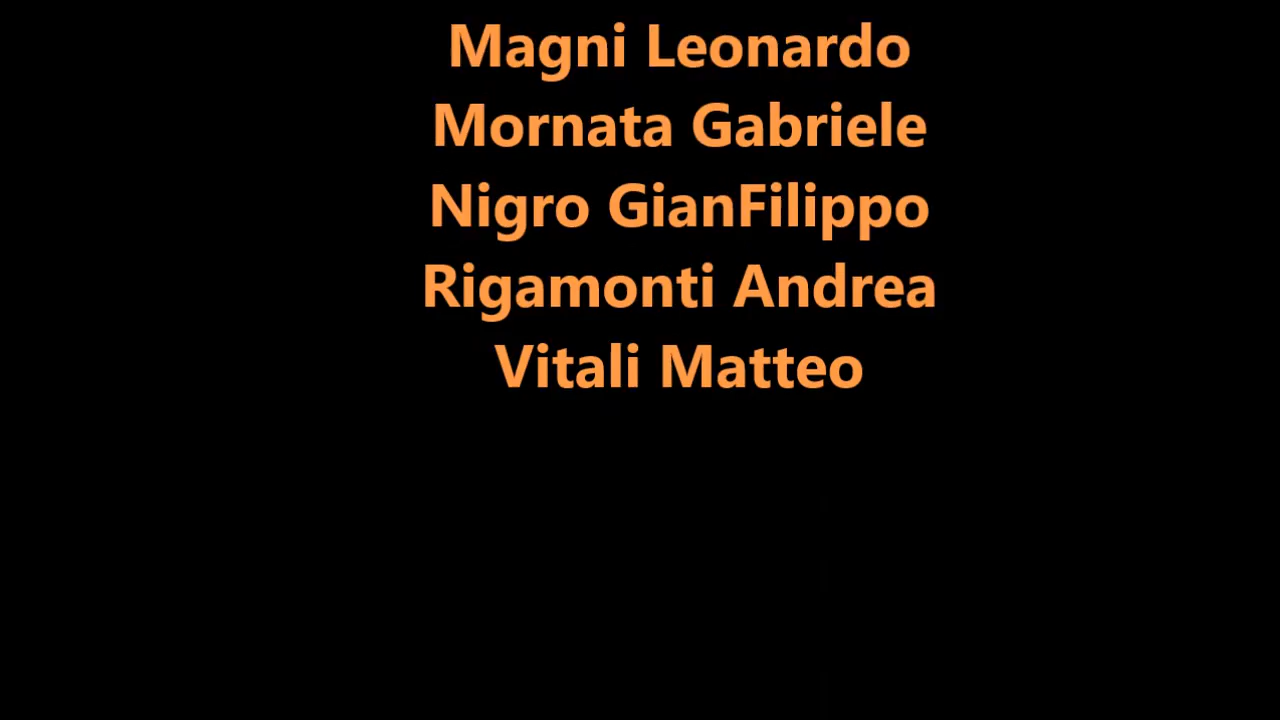 Magni Leonardo
Mornata Gabriele
Nigro GianFilippo
Rigamonti Andrea
Vitali Matteo